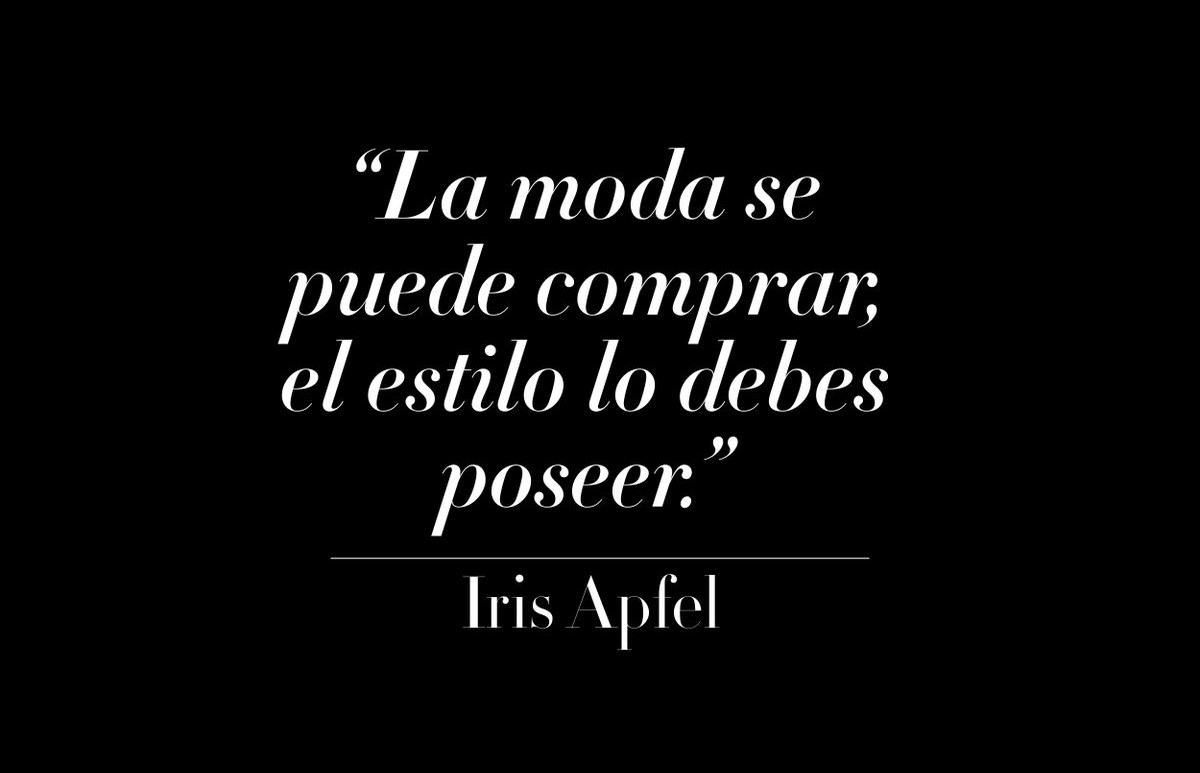 “La moda se
puede comprar,
el estilo lo debes
poseer.”
Iris Apfel